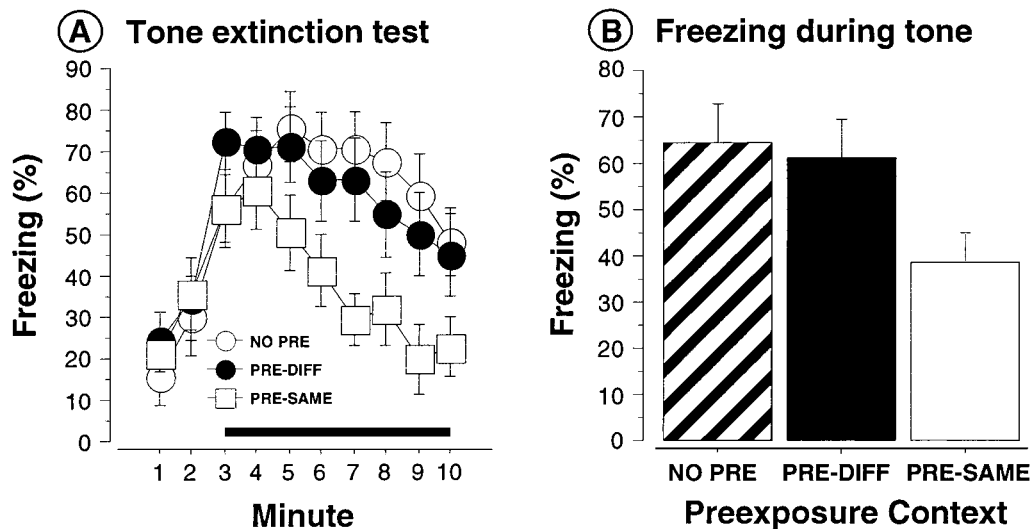 A Tone extinction test
Freezing (%)
90
80
70
60
50
40
30
20
10
0
NO PRE
PRE-DIFF
PRE-SAME
1 2 3 4 5 6 7 8 9 10
Minute
B Freezing during tone
Freezing (%)
80
70
60
50
40
30
20
10
0
NO PRE PRE-DIFF PRE-SAME
Preexposure Context